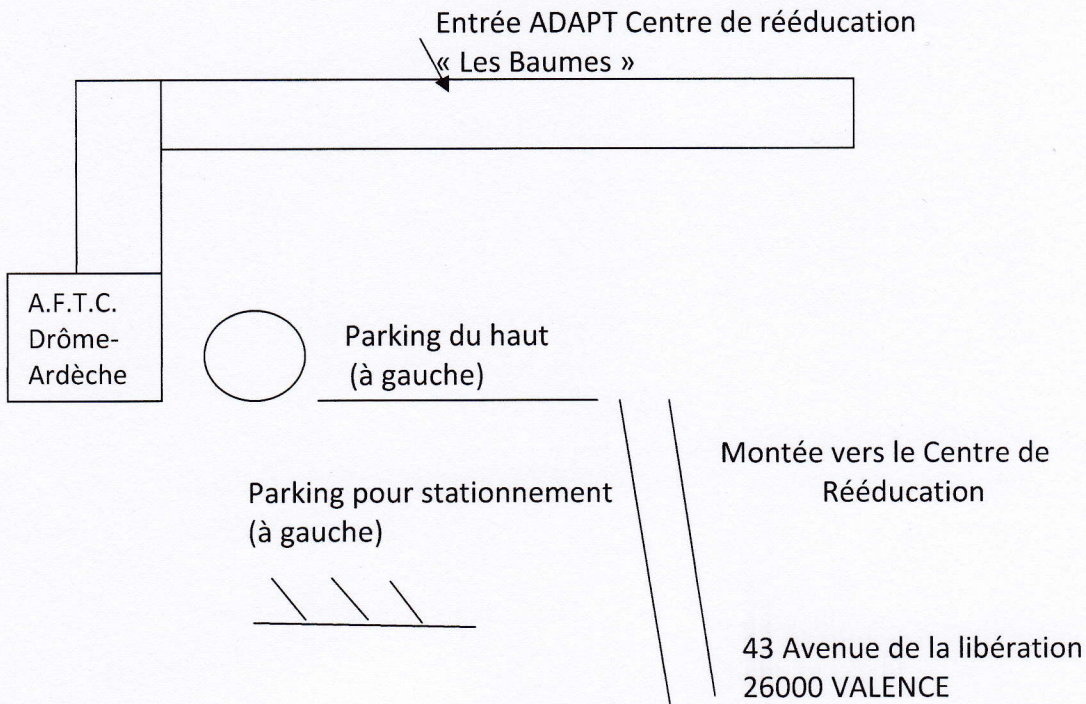 Entrée ADAPT Centre de rééducation
« Les Baumes »
A.F.T.C.
Drôme-
Ardèche
Parking du haut
(à gauche)
Montée vers le Centre de
Rééducation
Parking pour stationnement
(à gauche)
43 Avenue de la libération
26000 VALENCE